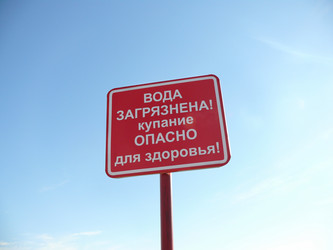 ВОДА
ЗАГРЯЗНЕНА!
купание
ОПАСНО
для здоровья!